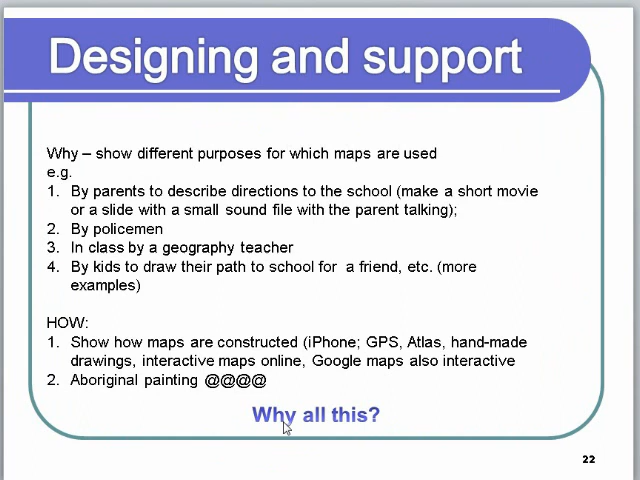 Designing and support
Why – show different purposes for which maps are used
e.g.
1. By parents to describe directions to the school (make a short movie
or a slide with a small sound file with the parent talking);
2. By policemen
3. In class by a geography teacher
4. By kids to draw their path to school for a friend, etc. (more
examples)
HOW:
1. Show how maps are constructed (iPhone; GPS, Atlas, hand-made
drawings, interactive maps online, Google maps also interactive
2. Aboriginal painting @@@@
Why all this?
22